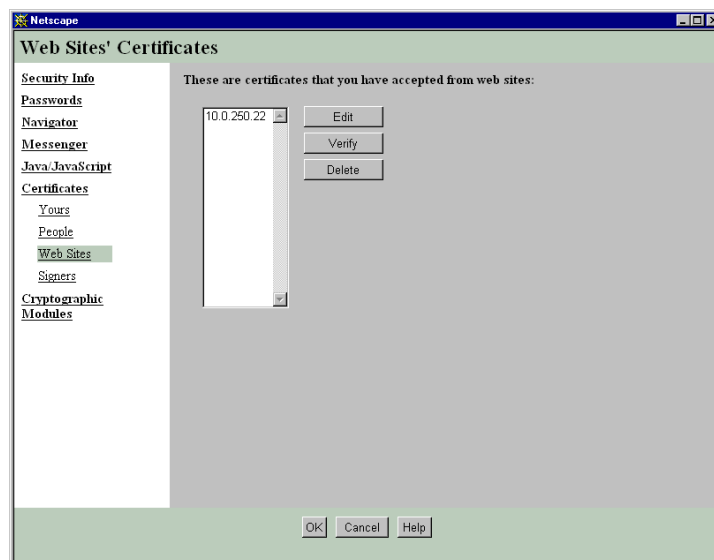 Netscape
Web Sites' Certificates
Security Info
Passwords
Navigator
Messenger
Java/JavaScript
Certificates
Yours
People
Web Sites
Signers
Cryptographic
Modules
These are certificates that you have accepted from web sites:
10.0.250.22
Edit
Verify
Delete
OK Cancel Help